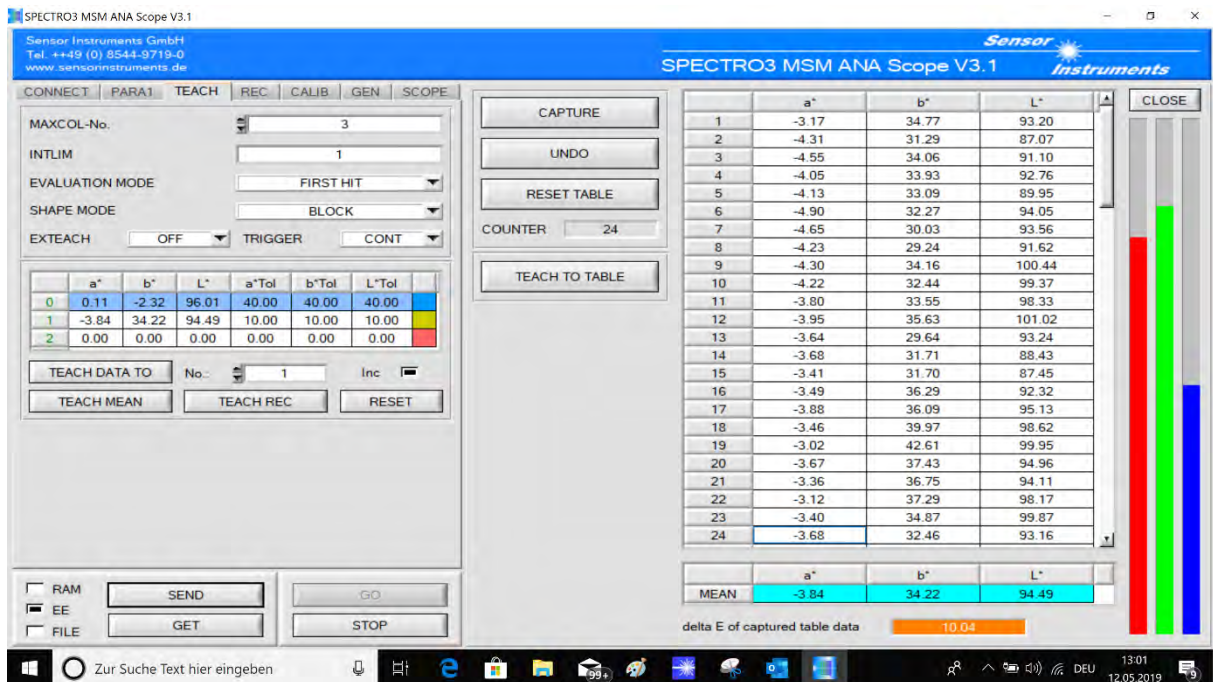 SPECTRO3 MSM ANA Scope V3.1
Sensor Instruments GmbH
Tel. ++49 (0) 8544-9719-0
www.sensorinstruments.de
Sensor
Instruments
SPECTRO3 MSM ANA Scope V3.1
CONNECT PARA1 TEACH REC CALIB GEN SCOPE
MAXCOL-No. 3
INTLIM 1
EVALUATION MODE FIRST HIT
SHAPE MODE BLOCK
EXTEACH OFF TRIGGER CONT
a* b* L* a*Tol b*Tol L*Tol
0 0.11 -2.32 96.01 40.00 40.00 40.00
1 -3.84 34.22 94.49 10.00 10.00 10.00
2 0.00 0.00 0.00 0.00 0.00 0.00
TEACH DATA TO No.: 1 Inc
TEACH MEAN TEACH REC RESET
RAM
EE
FILE
SEND GO
GET STOP
CAPTURE
UNDO
RESET TABLE
COUNTER 24
TEACH TO TABLE
CLOSE
a* b* L*
1 -3.17 34.77 93.20
2 -4.31 31.29 87.07
3 -4.55 34.06 91.10
4 -4.05 33.93 92.76
5 -4.13 33.09 89.95
6 -4.90 32.27 94.05
7 -4.65 30.03 93.56
8 -4.23 29.24 91.62
9 -4.30 34.16 100.44
10 -4.22 32.44 99.37
11 -3.80 33.55 98.33
12 -3.95 35.63 101.02
13 -3.64 29.64 93.24
14 -3.68 31.71 88.43
15 -3.41 31.70 87.45
16 -3.49 36.29 92.32
17 -3.88 36.09 95.13
18 -3.46 39.97 98.62
19 -3.02 42.61 99.95
20 -3.67 37.43 94.96
21 -3.36 36.75 94.11
22 -3.12 37.29 98.17
23 -3.40 34.87 99.87
24 -3.68 32.46 93.16
a* b* L*
MEAN -3.84 34.22 94.49
delta E of captured table data 10.04
Zur Suche Text hier eingeben
99+
DEU
13:01
12.05.2019
9